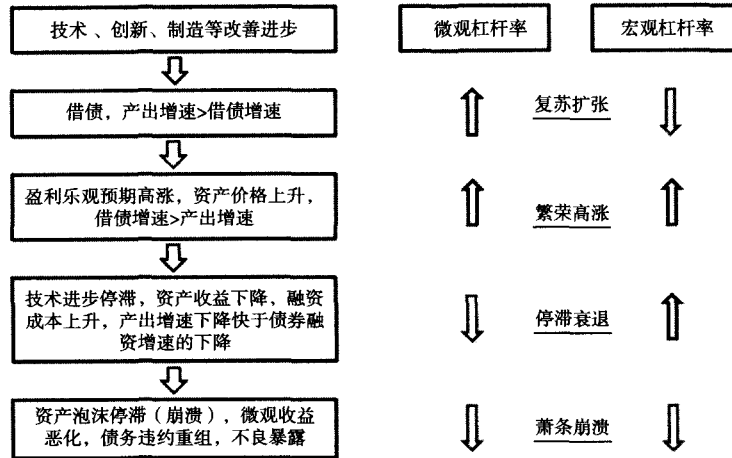 技术、创新、制造等改善进步
微观杠杆率
宏观杠杆率
借债，产出增速>借债增速
复苏扩张
盈利乐观预期高涨，资产价格上升，
借债增速>产出增速
繁荣高涨
技术进步停滞，资产收益下降，融资
成本上升，产出增速下降快于债券融
资增速的下降
停滞衰退
资产泡沫停滞（崩溃），微观收益
恶化，债务违约重组，不良暴露
萧条崩溃